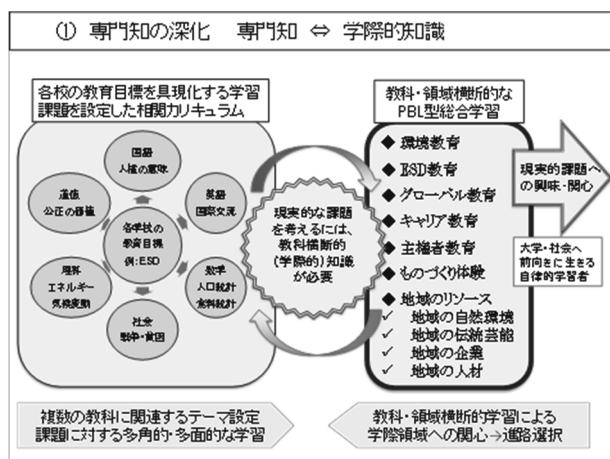 ① 専門知の深化　専門知 ⇔ 学際的知識
各校の教育目標を具現化する学習
課題を設定した相関カリキュラム
国語
人権の意味
道徳
公正の価値
英語
国際交流
各学校の
教育目標
例:ESD
理科
エネルギー
気候変動
数学
人口統計
食料統計
社会
戦争・貧困
現実的な課題
を考えるには、
教科横断的
(学際的)知識
が必要
教科・領域横断的な
PBL型総合学習
◆ 環境教育
◆ ESD教育
◆ グローバル教育
◆ キャリア教育
◆ 主権者教育
◆ ものづくり体験
◆ 地域のリソース
✓ 地域の自然環境
✓ 地域の伝統芸能
✓ 地域の企業
✓ 地域の人材
現実的課題へ
の興味・関心
大学・社会へ
前向きに生きる
自律的学習者
複数の教科に関連するテーマ設定
課題に対する多角的・多面的な学習
教科・領域横断的学習による
学際領域への関心→進路選択